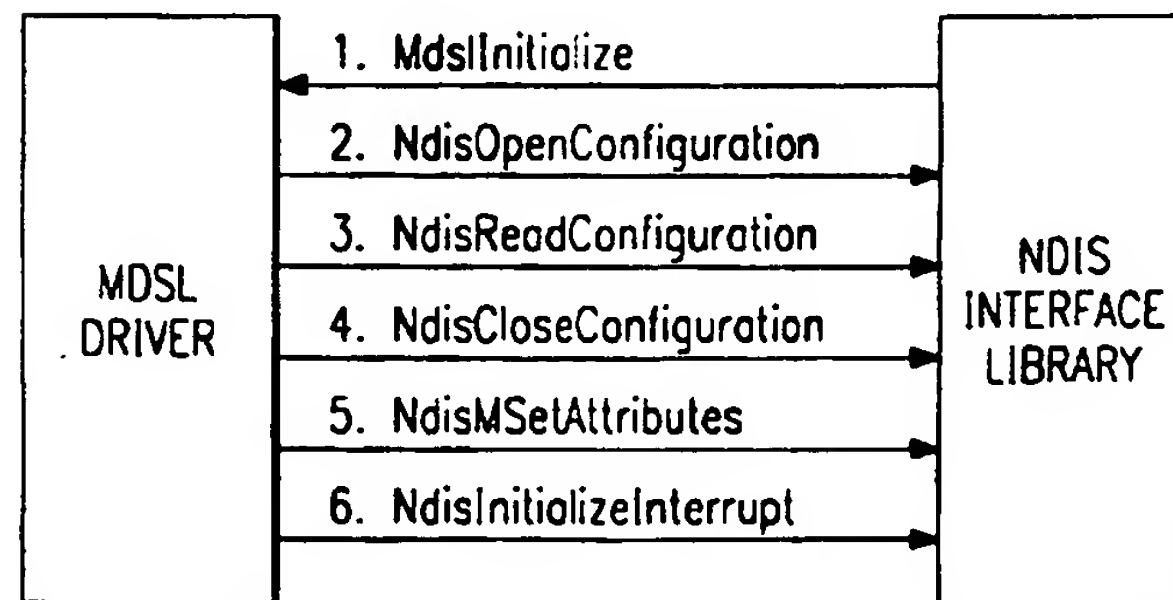 1. MdslInitialize
2. NdisOpenConfiguration
3. NdisReadConfiguration
4. NdisCloseConfiguration
5. NdisMSetAttributes
6. NdisInitializeInterrupt
MDSL
DRIVER
NDIS
INTERFACE
LIBRARY